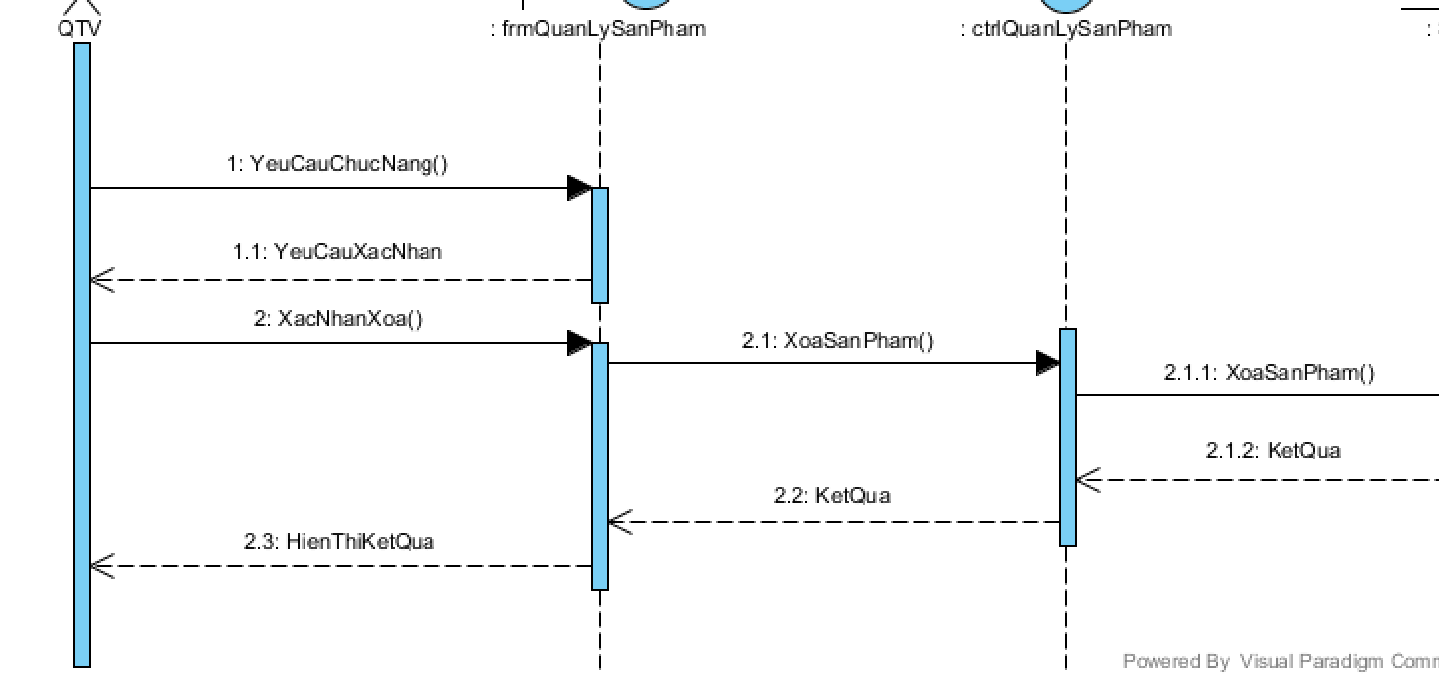 QTV
: frmQuanLySanPham
: ctrlQuanLySanPham
:
1: YeuCauChucNang()
1.1: YeuCauXacNhan
2: XacNhanXoa()
2.1: XoaSanPham()
2.1.1: XoaSanPham()
2.1.2: KetQua
2.2: KetQua
2.3: HienThiKetQua
Powered By Visual Paradigm